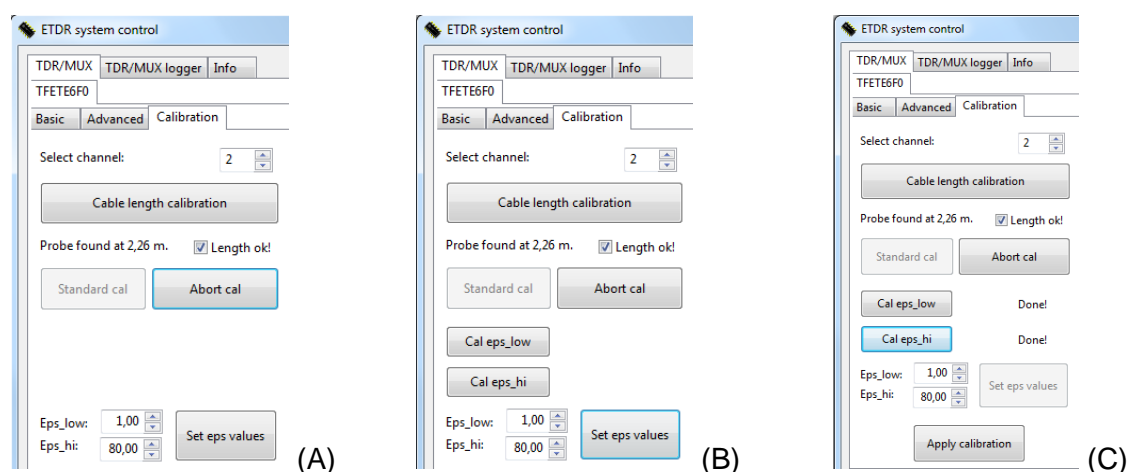 ETDR system control
TDR/MUX TDR/MUX logger Info
TFETE6F0
Basic Advanced Calibration
Select channel: 2
Cable length calibration
Probe found at 2,26 m. Length ok!
Standard cal Abort cal
Eps_low: 1,00
Eps_hi: 80,00
Set eps values
(A)
ETDR system control
TDR/MUX TDR/MUX logger Info
TFETE6F0
Basic Advanced Calibration
Select channel: 2
Cable length calibration
Probe found at 2,26 m. Length ok!
Standard cal Abort cal
Cal eps_low
Cal eps_hi
Eps_low: 1,00
Eps_hi: 80,00
Set eps values
(B)
ETDR system control
TDR/MUX TDR/MUX logger Info
TFETE6F0
Basic Advanced Calibration
Select channel: 2
Cable length calibration
Probe found at 2,26 m. Length ok!
Standard cal Abort cal
Cal eps_low Done!
Cal eps_hi Done!
Eps_low: 1,00
Eps_hi: 80,00
Set eps values
Apply calibration
(C)